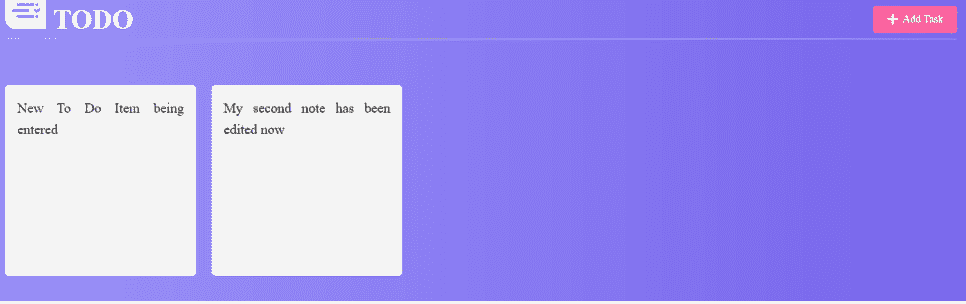 TODO
Add Task
New To Do Item being
entered
My second note has been
edited now